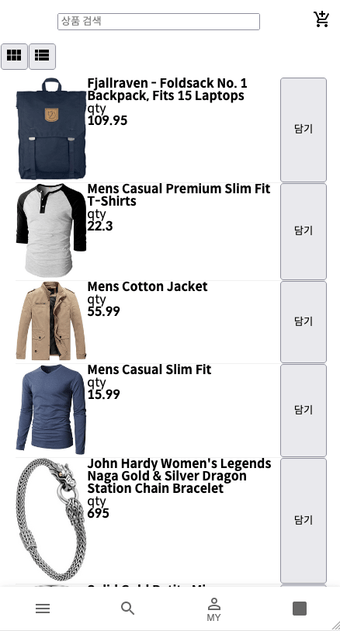 상품 검색
Fjallraven - Foldsack No. 1
Backpack, Fits 15 Laptops
qty
109.95
담기
Mens Casual Premium Slim Fit
T-Shirts
qty
22.3
담기
Mens Cotton Jacket
qty
55.99
담기
Mens Casual Slim Fit
qty
15.99
담기
John Hardy Women's Legends
Naga Gold & Silver Dragon
Station Chain Bracelet
qty
695
담기
MY